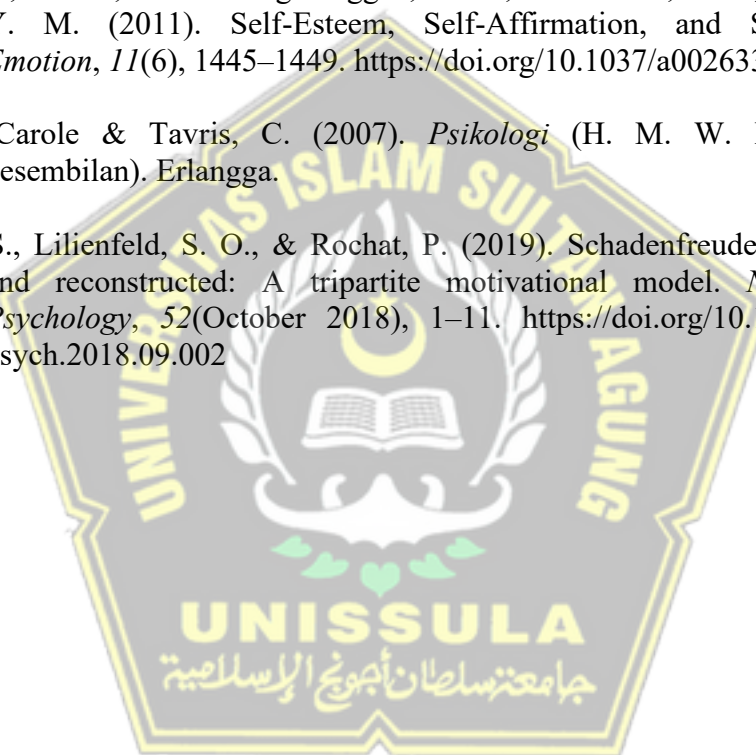 Y. M. (2011). Self-Esteem, Self-Affirmation, and S
Emotion, 11(6), 1445–1449. https://doi.org/10.1037/a002633
Carole & Tavris, C. (2007). Psikologi (H. M. W.
esembilan). Erlangga.
S., Lilienfeld, S. O., & Rochat, P. (2019). Schadenfreude
nd reconstructed: A tripartite motivational model.
Psychology, 52(October 2018), 1–11. https://doi.org/10.
sych.2018.09.002
UNIVERSITAS ISLAM SULTAN AGUNG
UNISSULA
جامعتنسلطان أجونج الإسلامية